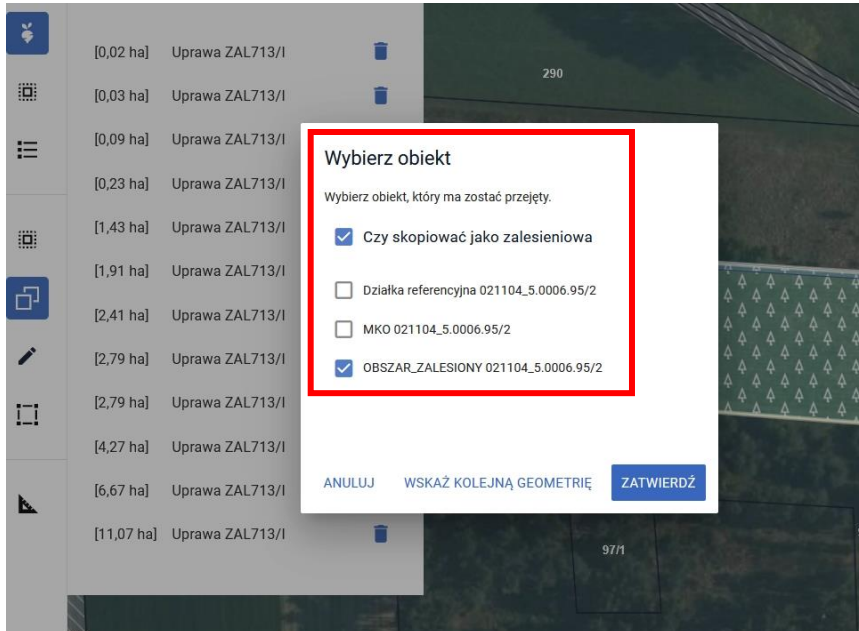 [0,02 ha] Uprawa ZAL713/I
290
[0,03 ha] Uprawa ZAL713/I
[0,09 ha] Uprawa ZAL713/I
[0,23 ha] Uprawa ZAL713/I
[1,43 ha] Uprawa ZAL713/I
[1,91 ha] Uprawa ZAL713/I
[2,41 ha] Uprawa ZAL713/I
[2,79 ha] Uprawa ZAL713/I
[2,79 ha] Uprawa ZAL713/I
[4,27 ha] Uprawa ZAL713/I
[6,67 ha] Uprawa ZAL713/I
[11,07 ha] Uprawa ZAL713/I
Wybierz obiekt
Wybierz obiekt, który ma zostać przejęty.
Czy skopiować jako zalesieniowa
Działka referencyjna 021104_5.0006.95/2
MKO 021104_5.0006.95/2
OBSZAR_ZALESIONY 021104_5.0006.95/2
ANULUJ WSKAŻ KOLEJNĄ GEOMETRIĘ ZATWIERDŹ
97/1